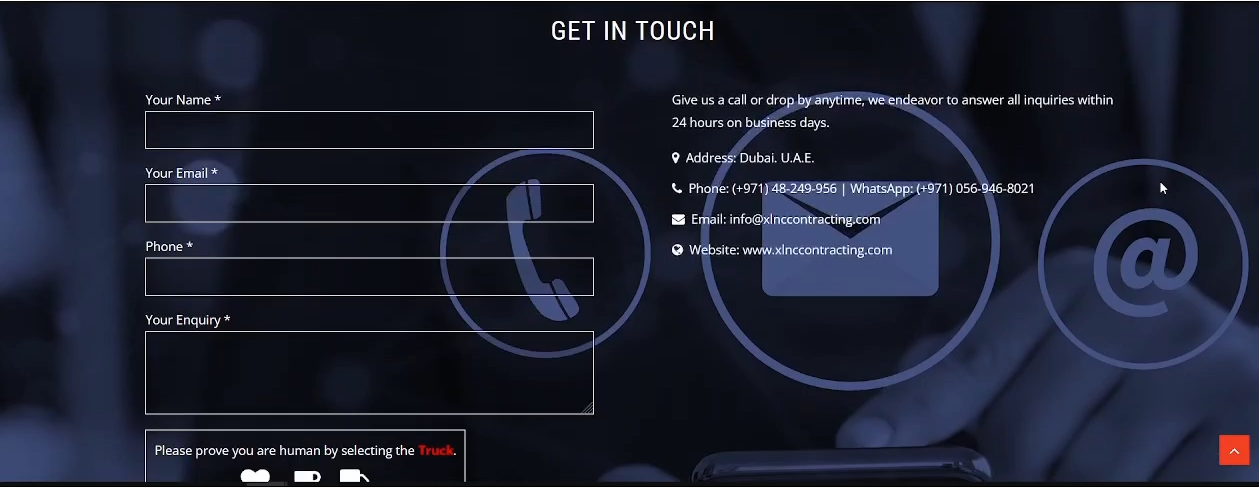 GET IN TOUCH
Your Name *
Your Email *
Phone *
Your Enquiry *
Please prove you are human by selecting the Truck.
Give us a call or drop by anytime, we endeavor to answer all inquiries within
24 hours on business days.
Address: Dubai. U.A.E.
Phone: (+971) 48-249-956 | WhatsApp: (+971) 056-946-8021
Email: info@xlnccontracting.com
Website: www.xlnccontracting.com
@